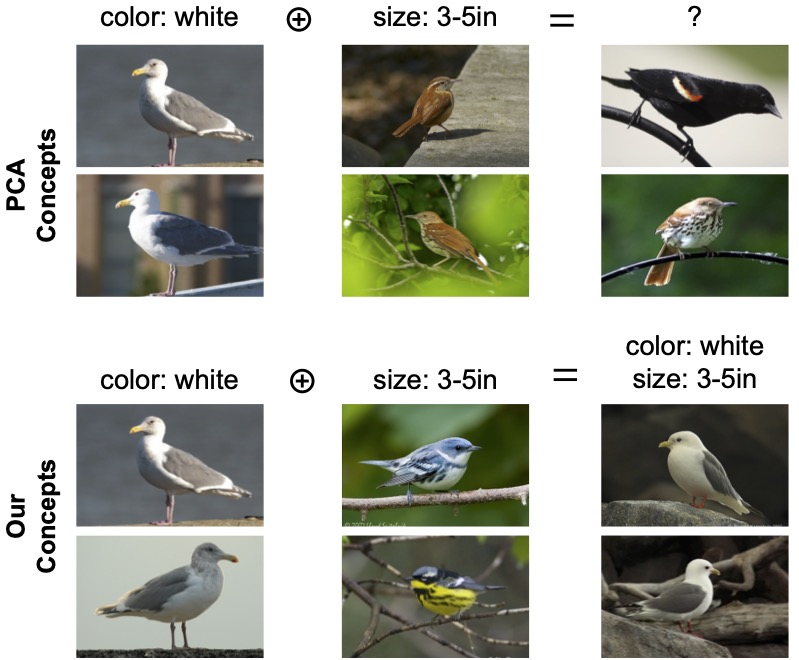 color: white ⊕ size: 3-5in = ?
PCA
Concepts
color: white
color: white ⊕ size: 3-5in = size: 3-5in
Our
Concepts